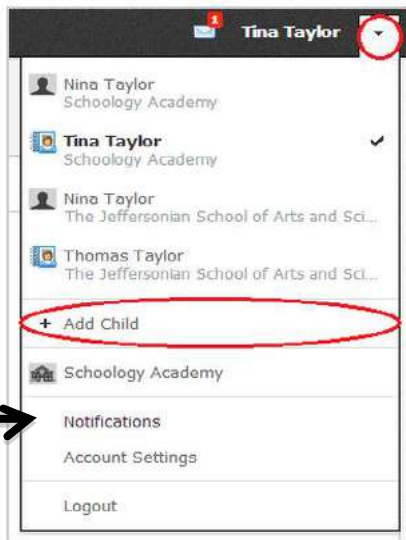 1
Tina Taylor
Nina Taylor
Schoology Academy
Tina Taylor
Schoology Academy
Nina Taylor
The Jeffersonian School of Arts and Sci...
Thomas Taylor
The Jeffersonian School of Arts and Sci...
+ Add Child
Schoology Academy
Notifications
Account Settings
Logout